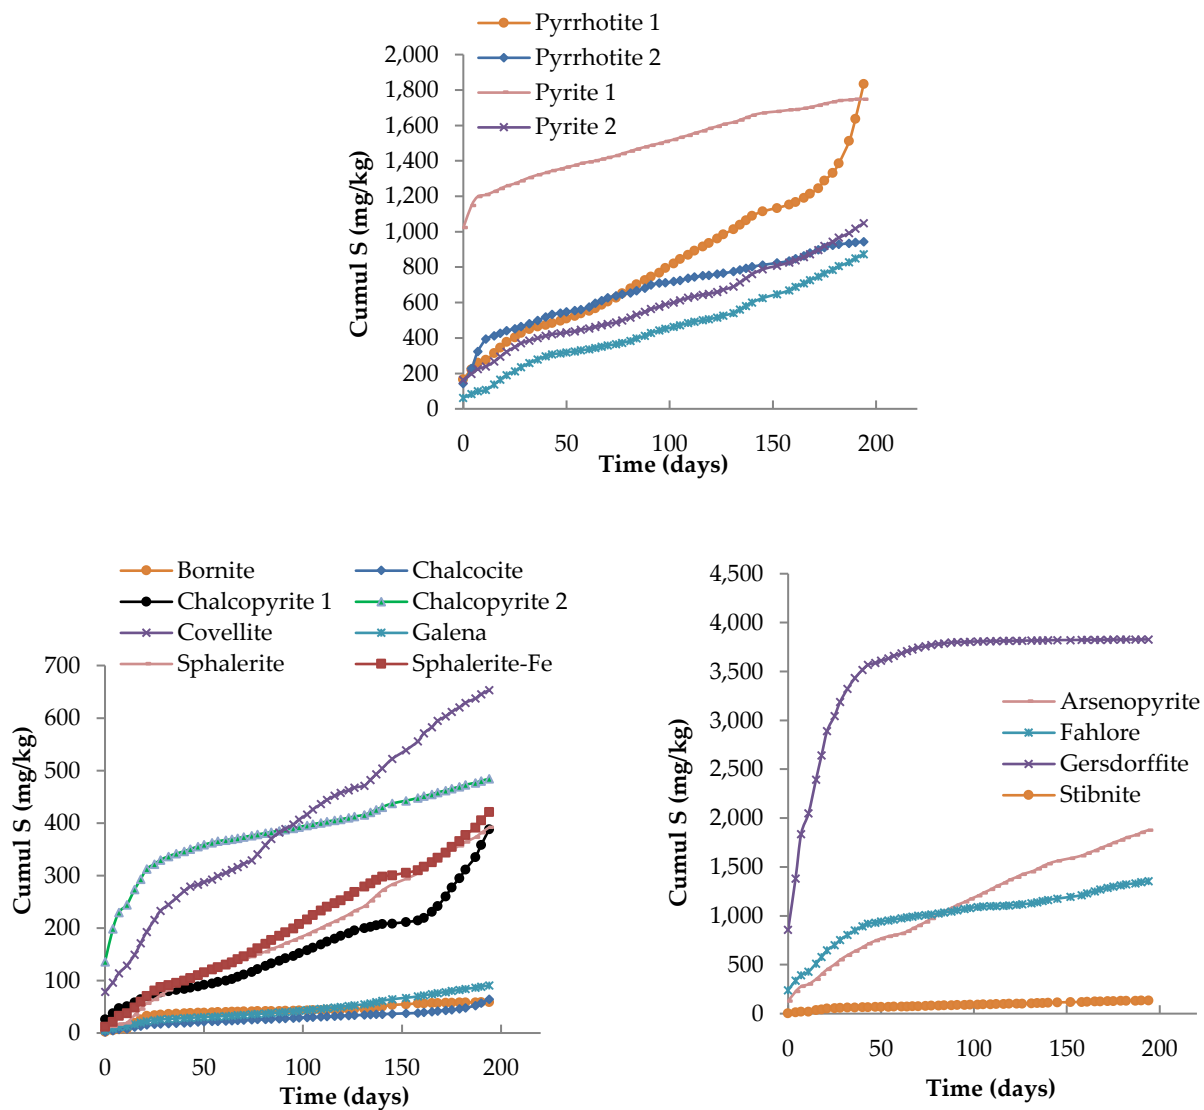 Pyrrhotite 1
Pyrrhotite 2
Pyrite 1
Pyrite 2
2,000
1,800
1,600
1,400
1,200
1,000
800
600
400
200
0
Cumul S (mg/kg)
0 50 100 150 200
Time (days)
Bornite Chalcocite
Chalcopyrite 1 Chalcopyrite 2
Covellite Galena
Sphalerite Sphalerite-Fe
700
600
500
400
300
200
100
0
Cumul S (mg/kg)
0 50 100 150 200
Time (days)
4,500
4,000
3,500
3,000
2,500
2,000
1,500
1,000
500
0
Cumul S (mg/kg)
Arsenopyrite
Fahlore
Gersdorffite
Stibnite
0 50 100 150 200
Time (days)